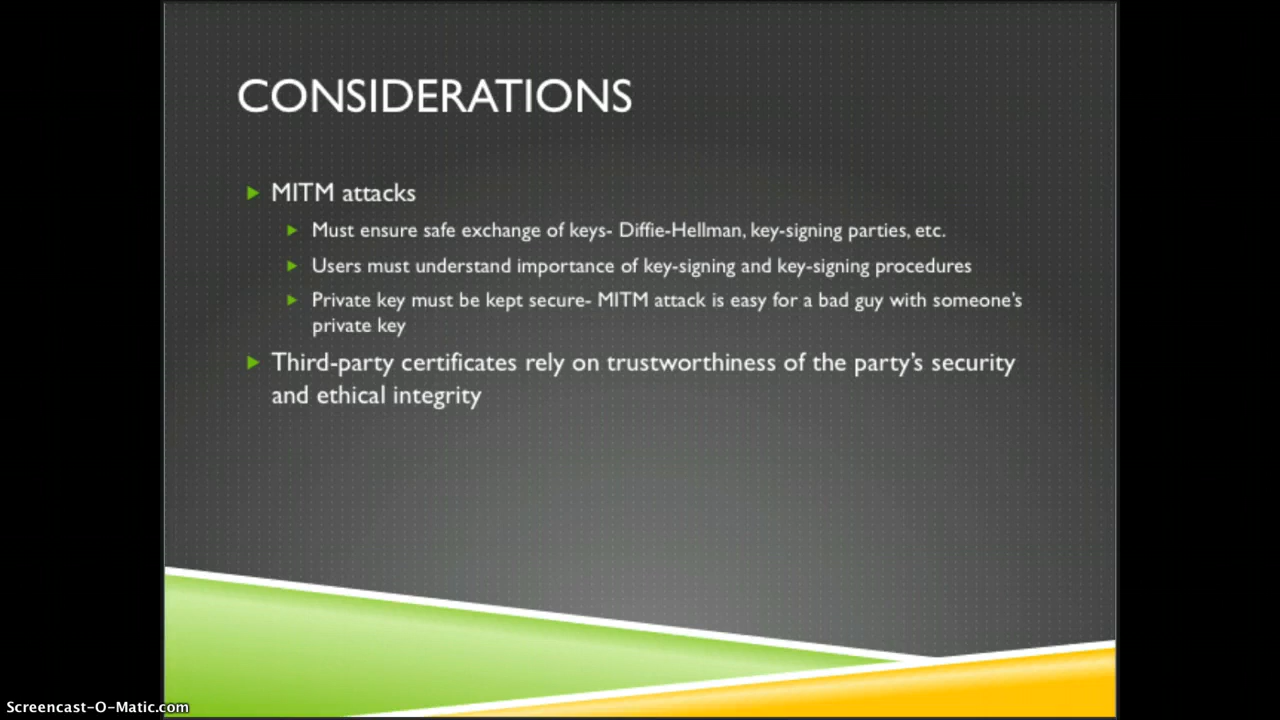 CONSIDERATIONS
MITM attacks
Must ensure safe exchange of keys- Diffie-Hellman, key-signing parties, etc.
Users must understand importance of key-signing and key-signing procedures
Private key must be kept secure- MITM attack is easy for a bad guy with someone's
private key
Third-party certificates rely on trustworthiness of the party's security
and ethical integrity
Screencast-O-Matic.com